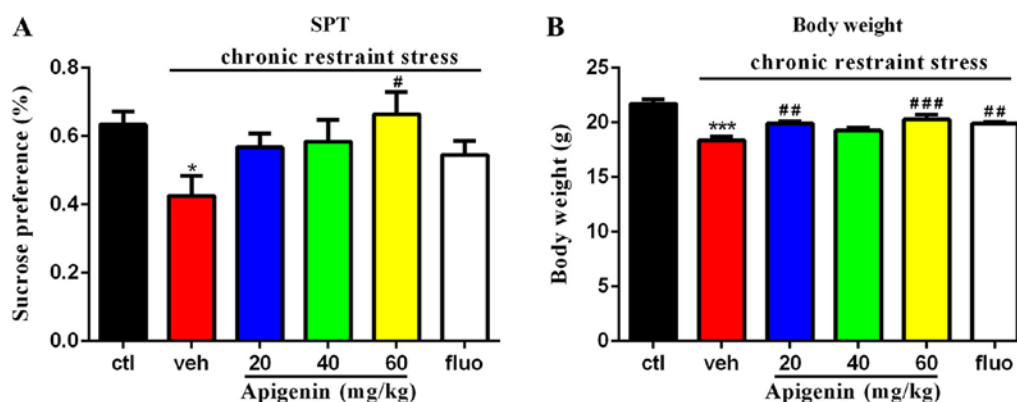 A
SPT
chronic restraint stress
Sucrose preference (%)
0.8
0.6
0.4
0.2
0.0
*
#
ctl veh 20 40 60 fluo
Apigenin (mg/kg)
B
Body weight
chronic restraint stress
Body weight (g)
25
20
15
10
5
0
***
##
###
##
ctl veh 20 40 60 fluo
Apigenin (mg/kg)